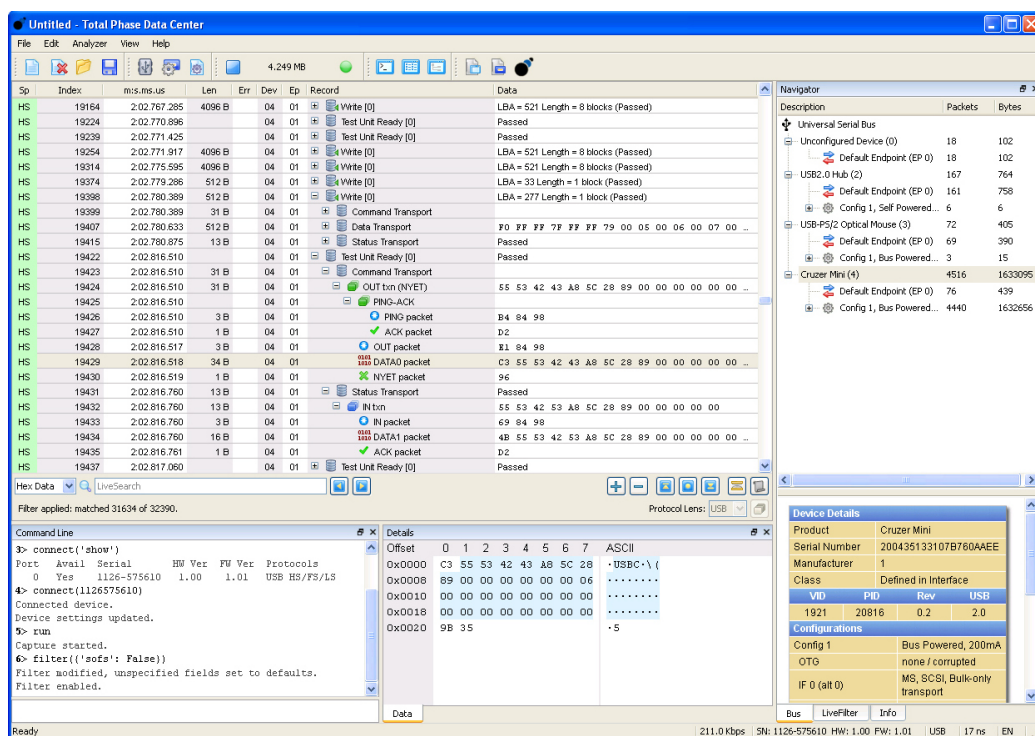 Untitled - Total Phase Data Center
File Edit Analyzer View Help
4.249 MB
Sp Index m:s.ms.us Len Err Dev Ep Record Data
HS 19164 2:02.767.285 4096 B 04 01 Write [0] LBA = 521 Length = 8 blocks (Passed)
HS 19224 2:02.770.896 04 01 Test Unit Ready [0] Passed
HS 19239 2:02.771.425 04 01 Test Unit Ready [0] Passed
HS 19254 2:02.771.917 4096 B 04 01 Write [0] LBA = 521 Length = 8 blocks (Passed)
HS 19314 2:02.775.595 4096 B 04 01 Write [0] LBA = 521 Length = 8 blocks (Passed)
HS 19374 2:02.779.286 512 B 04 01 Write [0] LBA = 33 Length = 1 block (Passed)
HS 19398 2:02.780.389 512 B 04 01 Write [0] LBA = 277 Length = 1 block (Passed)
HS 19399 2:02.780.389 31 B 04 01 Command Transport
HS 19407 2:02.780.633 512 B 04 01 Data Transport F0 FF FF 7F FF FF 79 00 05 00 06 00 07 00 ...
HS 19415 2:02.780.875 13 B 04 01 Status Transport Passed
HS 19422 2:02.816.510 04 01 Test Unit Ready [0] Passed
HS 19423 2:02.816.510 31 B 04 01 Command Transport
HS 19424 2:02.816.510 31 B 04 01 OUT txn (NYET) 55 53 42 43 A8 5C 28 89 00 00 00 00 00 00 ...
HS 19425 2:02.816.510 04 01 PING-ACK
HS 19426 2:02.816.510 3 B 04 01 PING packet B4 84 98
HS 19427 2:02.816.510 1 B 04 01 ACK packet D2
HS 19428 2:02.816.517 3 B 04 01 OUT packet E1 84 98
HS 19429 2:02.816.518 34 B 04 01 DATA0 packet C3 55 53 42 43 A8 5C 28 89 00 00 00 00 00 ...
HS 19430 2:02.816.519 1 B 04 01 NYET packet 96
HS 19431 2:02.816.760 13 B 04 01 Status Transport Passed
HS 19432 2:02.816.760 13 B 04 01 IN txn 55 53 42 53 A8 5C 28 89 00 00 00 00 00
HS 19433 2:02.816.760 3 B 04 01 IN packet 69 84 98
HS 19434 2:02.816.760 16 B 04 01 DATA1 packet 4B 55 53 42 53 A8 5C 28 89 00 00 00 00 00 ...
HS 19435 2:02.816.761 1 B 04 01 ACK packet D2
HS 19437 2:02.817.060 04 01 Test Unit Ready [0] Passed
Hex Data LiveSearch
Filter applied: matched 31634 of 32390. Protocol Lens: USB
Navigator
Description Packets Bytes
Universal Serial Bus
Unconfigured Device (0) 18 102
Default Endpoint (EP 0) 18 102
USB2.0 Hub (2) 167 764
Default Endpoint (EP 0) 161 758
Config 1, Self Powered... 6 6
USB-PS/2 Optical Mouse (3) 72 405
Default Endpoint (EP 0) 69 390
Config 1, Bus Powered... 3 15
Cruzer Mini (4) 4516 1633095
Default Endpoint (EP 0) 76 439
Config 1, Bus Powered... 4440 1632656
Command Line
3> connect('show')
Port Avail Serial HW Ver FW Ver Protocols
0 Yes 1126-575610 1.00 1.01 USB HS/FS/LS
4> connect(1126575610)
Connected device.
Device settings updated.
5> run
Capture started.
6> filter({'sofs': False})
Filter modified, unspecified fields set to defaults.
Filter enabled.
Details
Offset 0 1 2 3 4 5 6 7 ASCII
0x0000 C3 55 53 42 43 A8 5C 28 ·USBC·\(
0x0008 89 00 00 00 00 00 00 06 ········
0x0010 00 00 00 00 00 00 00 00 ········
0x0018 00 00 00 00 00 00 00 00 ········
0x0020 9B 35 ·5
Data
Device Details
Product Cruzer Mini
Serial Number 200435133107B760AAEE
Manufacturer 1
Class Defined in Interface
VID PID Rev USB
1921 20816 0.2 2.0
Configurations
Config 1 Bus Powered, 200mA
OTG none / corrupted
IF 0 (alt 0) MS, SCSI, Bulk-only
transport
Bus LiveFilter Info
Ready 211.0 Kbps SN: 1126-575610 HW: 1.00 FW: 1.01 USB 17 ns EN